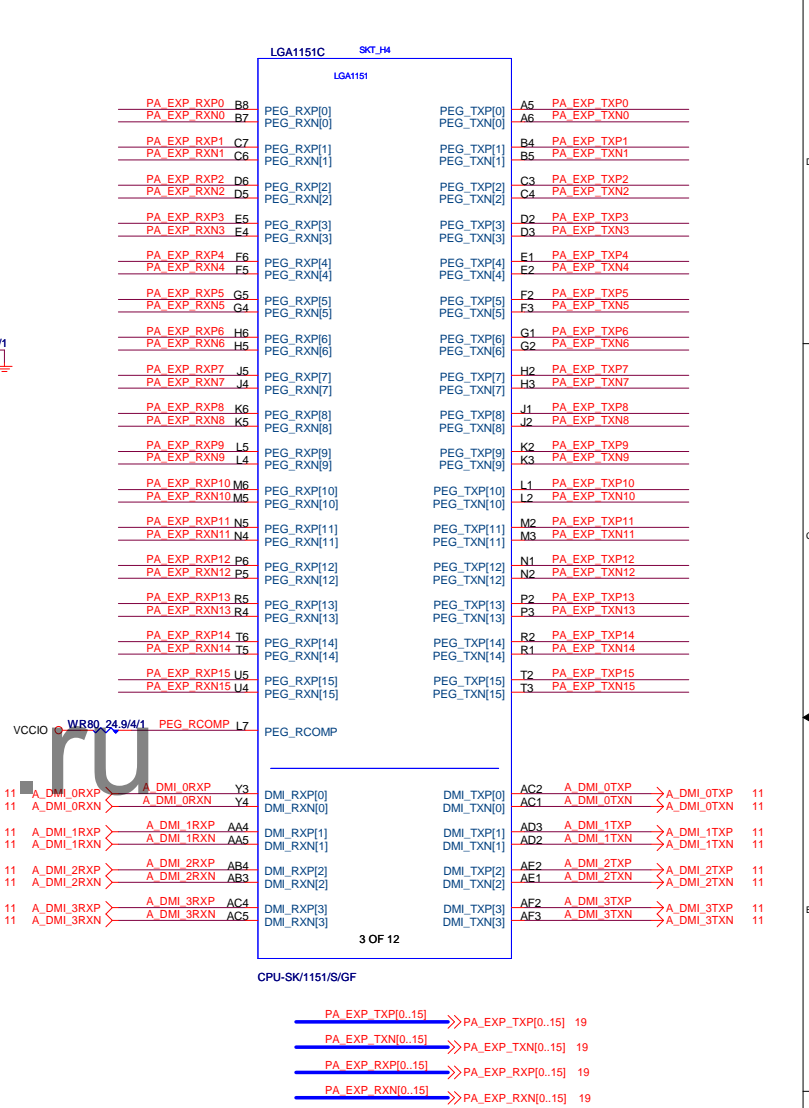 LGA1151C SKT_H4
LGA1151
PA_EXP_RXP0 B8 PEG_RXP[0] PEG_TXP[0] A5 PA_EXP_TXP0
PA_EXP_RXN0 B7 PEG_RXN[0] PEG_TXN[0] A6 PA_EXP_TXN0
PA_EXP_RXP1 C7 PEG_RXP[1] PEG_TXP[1] B4 PA_EXP_TXP1
PA_EXP_RXN1 C6 PEG_RXN[1] PEG_TXN[1] B5 PA_EXP_TXN1
PA_EXP_RXP2 D6 PEG_RXP[2] PEG_TXP[2] C3 PA_EXP_TXP2
PA_EXP_RXN2 D5 PEG_RXN[2] PEG_TXN[2] C4 PA_EXP_TXN2
PA_EXP_RXP3 E5 PEG_RXP[3] PEG_TXP[3] D2 PA_EXP_TXP3
PA_EXP_RXN3 E4 PEG_RXN[3] PEG_TXN[3] D3 PA_EXP_TXN3
PA_EXP_RXP4 F6 PEG_RXP[4] PEG_TXP[4] E1 PA_EXP_TXP4
PA_EXP_RXN4 F5 PEG_RXN[4] PEG_TXN[4] E2 PA_EXP_TXN4
PA_EXP_RXP5 G5 PEG_RXP[5] PEG_TXP[5] F2 PA_EXP_TXP5
PA_EXP_RXN5 G4 PEG_RXN[5] PEG_TXN[5] F3 PA_EXP_TXN5
PA_EXP_RXP6 H6 PEG_RXP[6] PEG_TXP[6] G1 PA_EXP_TXP6
/1 PA_EXP_RXN6 H5 PEG_RXN[6] PEG_TXN[6] G2 PA_EXP_TXN6
PA_EXP_RXP7 J5 PEG_RXP[7] PEG_TXP[7] H2 PA_EXP_TXP7
PA_EXP_RXN7 J4 PEG_RXN[7] PEG_TXN[7] H3 PA_EXP_TXN7
PA_EXP_RXP8 K6 PEG_RXP[8] PEG_TXP[8] J1 PA_EXP_TXP8
PA_EXP_RXN8 K5 PEG_RXN[8] PEG_TXN[8] J2 PA_EXP_TXN8
PA_EXP_RXP9 L5 PEG_RXP[9] PEG_TXP[9] K2 PA_EXP_TXP9
PA_EXP_RXN9 L4 PEG_RXN[9] PEG_TXN[9] K3 PA_EXP_TXN9
PA_EXP_RXP10 M6 PEG_RXP[10] PEG_TXP[10] L1 PA_EXP_TXP10
PA_EXP_RXN10 M5 PEG_RXN[10] PEG_TXN[10] L2 PA_EXP_TXN10
PA_EXP_RXP11 N5 PEG_RXP[11] PEG_TXP[11] M2 PA_EXP_TXP11
PA_EXP_RXN11 N4 PEG_RXN[11] PEG_TXN[11] M3 PA_EXP_TXN11
PA_EXP_RXP12 P6 PEG_RXP[12] PEG_TXP[12] N1 PA_EXP_TXP12
PA_EXP_RXN12 P5 PEG_RXN[12] PEG_TXN[12] N2 PA_EXP_TXN12
PA_EXP_RXP13 R5 PEG_RXP[13] PEG_TXP[13] P2 PA_EXP_TXP13
PA_EXP_RXN13 R4 PEG_RXN[13] PEG_TXN[13] P3 PA_EXP_TXN13
PA_EXP_RXP14 T6 PEG_RXP[14] PEG_TXP[14] R2 PA_EXP_TXP14
PA_EXP_RXN14 T5 PEG_RXN[14] PEG_TXN[14] R1 PA_EXP_TXN14
PA_EXP_RXP15 U5 PEG_RXP[15] PEG_TXP[15] T2 PA_EXP_TXP15
PA_EXP_RXN15 U4 PEG_RXN[15] PEG_TXN[15] T3 PA_EXP_TXN15
VCCIO WR80 24.9/4/1 PEG_RCOMP L7 PEG_RCOMP
.ru
11 A_DMI_0RXP A_DMI_0RXP Y3 DMI_RXP[0] DMI_TXP[0] AC2 A_DMI_0TXP A_DMI_0TXP 11
11 A_DMI_0RXN A_DMI_0RXN Y4 DMI_RXN[0] DMI_TXN[0] AC1 A_DMI_0TXN A_DMI_0TXN 11
11 A_DMI_1RXP A_DMI_1RXP AA4 DMI_RXP[1] DMI_TXP[1] AD3 A_DMI_1TXP A_DMI_1TXP 11
11 A_DMI_1RXN A_DMI_1RXN AA5 DMI_RXN[1] DMI_TXN[1] AD2 A_DMI_1TXN A_DMI_1TXN 11
11 A_DMI_2RXP A_DMI_2RXP AB4 DMI_RXP[2] DMI_TXP[2] AE2 A_DMI_2TXP A_DMI_2TXP 11
11 A_DMI_2RXN A_DMI_2RXN AB3 DMI_RXN[2] DMI_TXN[2] AE1 A_DMI_2TXN A_DMI_2TXN 11
11 A_DMI_3RXP A_DMI_3RXP AC4 DMI_RXP[3] DMI_TXP[3] AF2 A_DMI_3TXP A_DMI_3TXP 11
11 A_DMI_3RXN A_DMI_3RXN AC5 DMI_RXN[3] DMI_TXN[3] AF3 A_DMI_3TXN A_DMI_3TXN 11
3 OF 12
CPU-SK/1151/S/GF
PA_EXP_TXP[0..15] PA_EXP_TXP[0..15] 19
PA_EXP_TXN[0..15] PA_EXP_TXN[0..15] 19
PA_EXP_RXP[0..15] PA_EXP_RXP[0..15] 19
PA_EXP_RXN[0..15] PA_EXP_RXN[0..15] 19